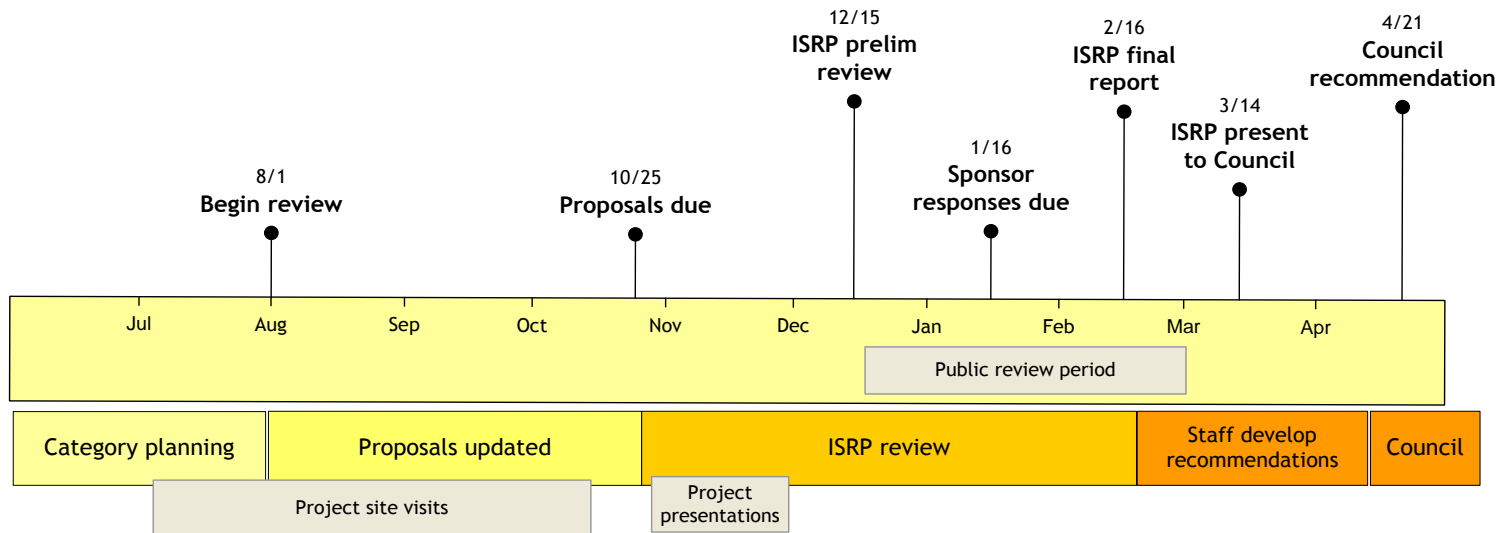 12/15
ISRP prelim
review
2/16
ISRP final
report
4/21
Council
recommendation
3/14
ISRP present
to Council
1/16
Sponsor
responses due
8/1
Begin review
10/25
Proposals due
Jul
Aug
Sep
Oct
Nov
Dec
Jan
Feb
Mar
Apr
Public review period
Category planning
Proposals updated
ISRP review
Staff develop
recommendations
Council
Project site visits
Project
presentations